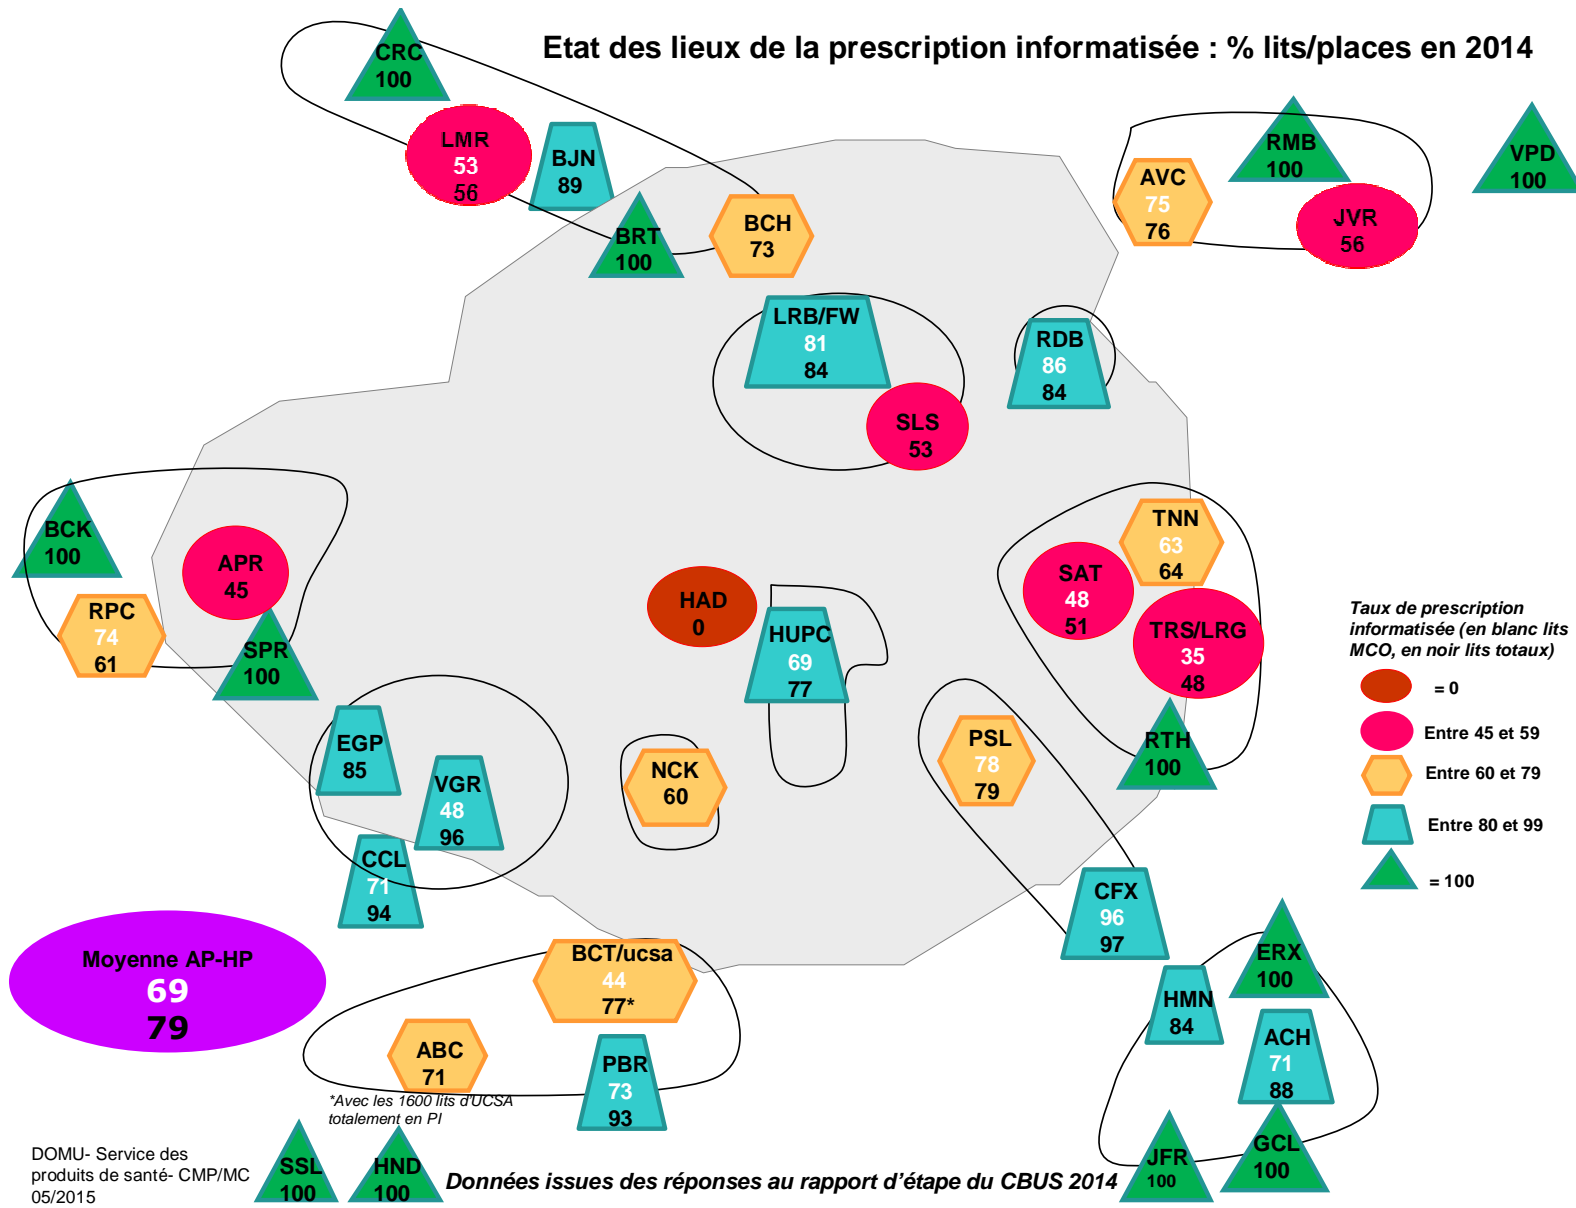 Etat des lieux de la prescription informatisée : % lits/places en 2014
CRC
100
LMR
53
56
BJN
89
BRT
100
BCH
73
RMB
100
VPD
100
AVC
75
76
JVR
56
LRB/FW
81
84
SLS
53
RDB
86
84
BCK
100
APR
45
RPC
74
61
SPR
100
HAD
0
HUPC
69
77
TNN
63
64
SAT
48
51
TRS/LRG
35
48
RTH
100
Taux de prescription
informatisée (en blanc lits
MCO, en noir lits totaux)
= 0
Entre 45 et 59
Entre 60 et 79
Entre 80 et 99
= 100
EGP
85
VGR
48
96
CCL
71
94
NCK
60
PSL
78
79
CFX
96
97
Moyenne AP-HP
69
79
BCT/ucsa
44
77*
ABC
71
PBR
73
93
*Avec les 1600 lits d'UCSA
totalement en PI
ERX
100
HMN
84
ACH
71
88
GCL
100
JFR
100
DOMU- Service des
produits de santé- CMP/MC
05/2015
SSL
100
HND
100
Données issues des réponses au rapport d'étape du CBUS 2014